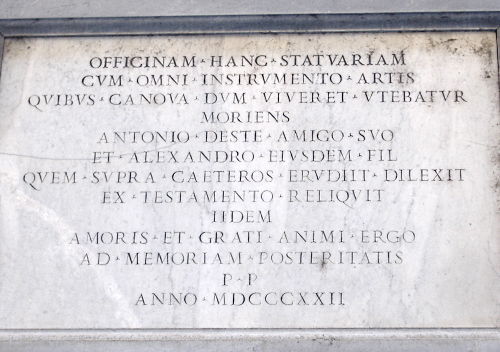 OFFICINAM · HANC · STATVARIAM
CVM · OMNI · INSTRVMENTO · ARTIS
QVIBVS · CANOVA · DVM · VIVERET · VTEBATVR
MORIENS
ANTONIO · DESTE · AMIGO · SVO
ET · ALEXANDRO · EIVSDEM · FIL
QVEM · SVPRA · CAETEROS · ERVDIIT · DILEXIT
EX · TESTAMENTO · RELIQVIT
IIDEM
AMORIS · ET · GRATI · ANIMI · ERGO
AD · MEMORIAM · POSTERITATIS
P · P
ANNO · MDCCCXXII